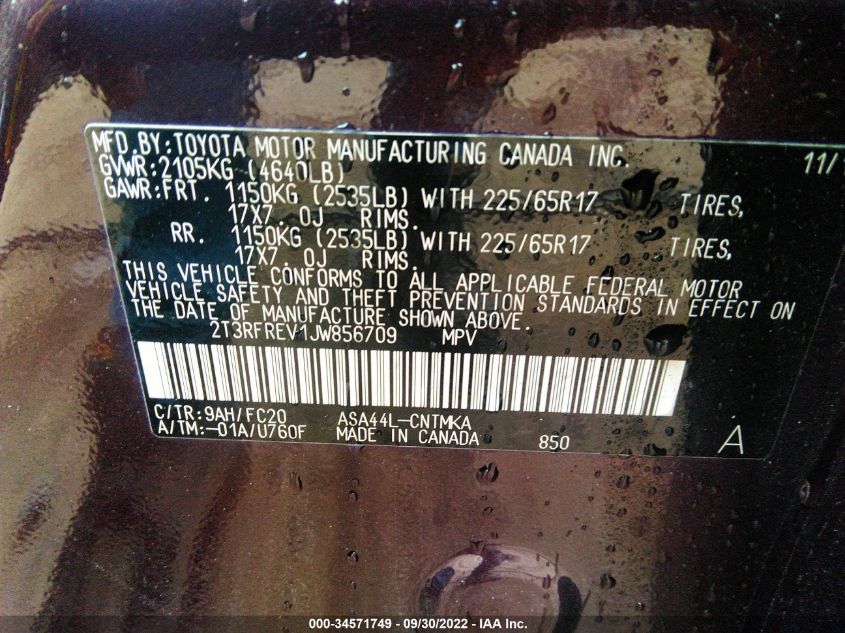 MFD.BY:TOYOTA MOTOR MANUFACTURING CANADA INC. 11/
GVWR:2105KG (4640LB)
GAWR:FRT. 1150KG (2535LB) WITH 225/65R17 TIRES,
17X7. 0J RIMS.
RR. 1150KG (2535LB) WITH 225/65R17 TIRES,
17X7. 0J RIMS.
THIS VEHICLE CONFORMS TO ALL APPLICABLE FEDERAL MOTOR
VEHICLE SAFETY AND THEFT PREVENTION STANDARDS IN EFFECT ON
THE DATE OF MANUFACTURE SHOWN ABOVE.
2T3RFREV1JW856709 MPV
C/TR:9AH/FC20 ASA44L-CNTMKA
A/TM:-01A/U760F MADE IN CANADA 850 A
000-34571749 - 09/30/2022 - IAA Inc.